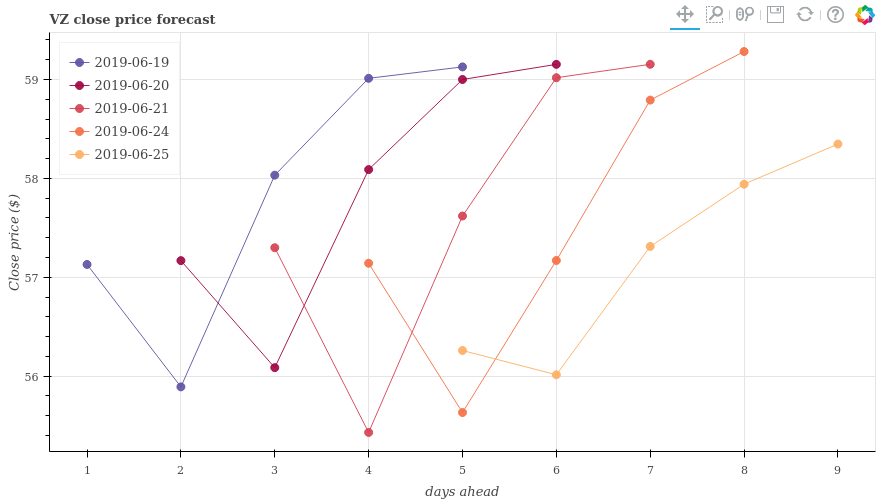 VZ close price forecast
2019-06-19
2019-06-20
2019-06-21
2019-06-24
2019-06-25
59
58
57
56
Close price ($)
1 2 3 4 5 6 7 8 9
days ahead